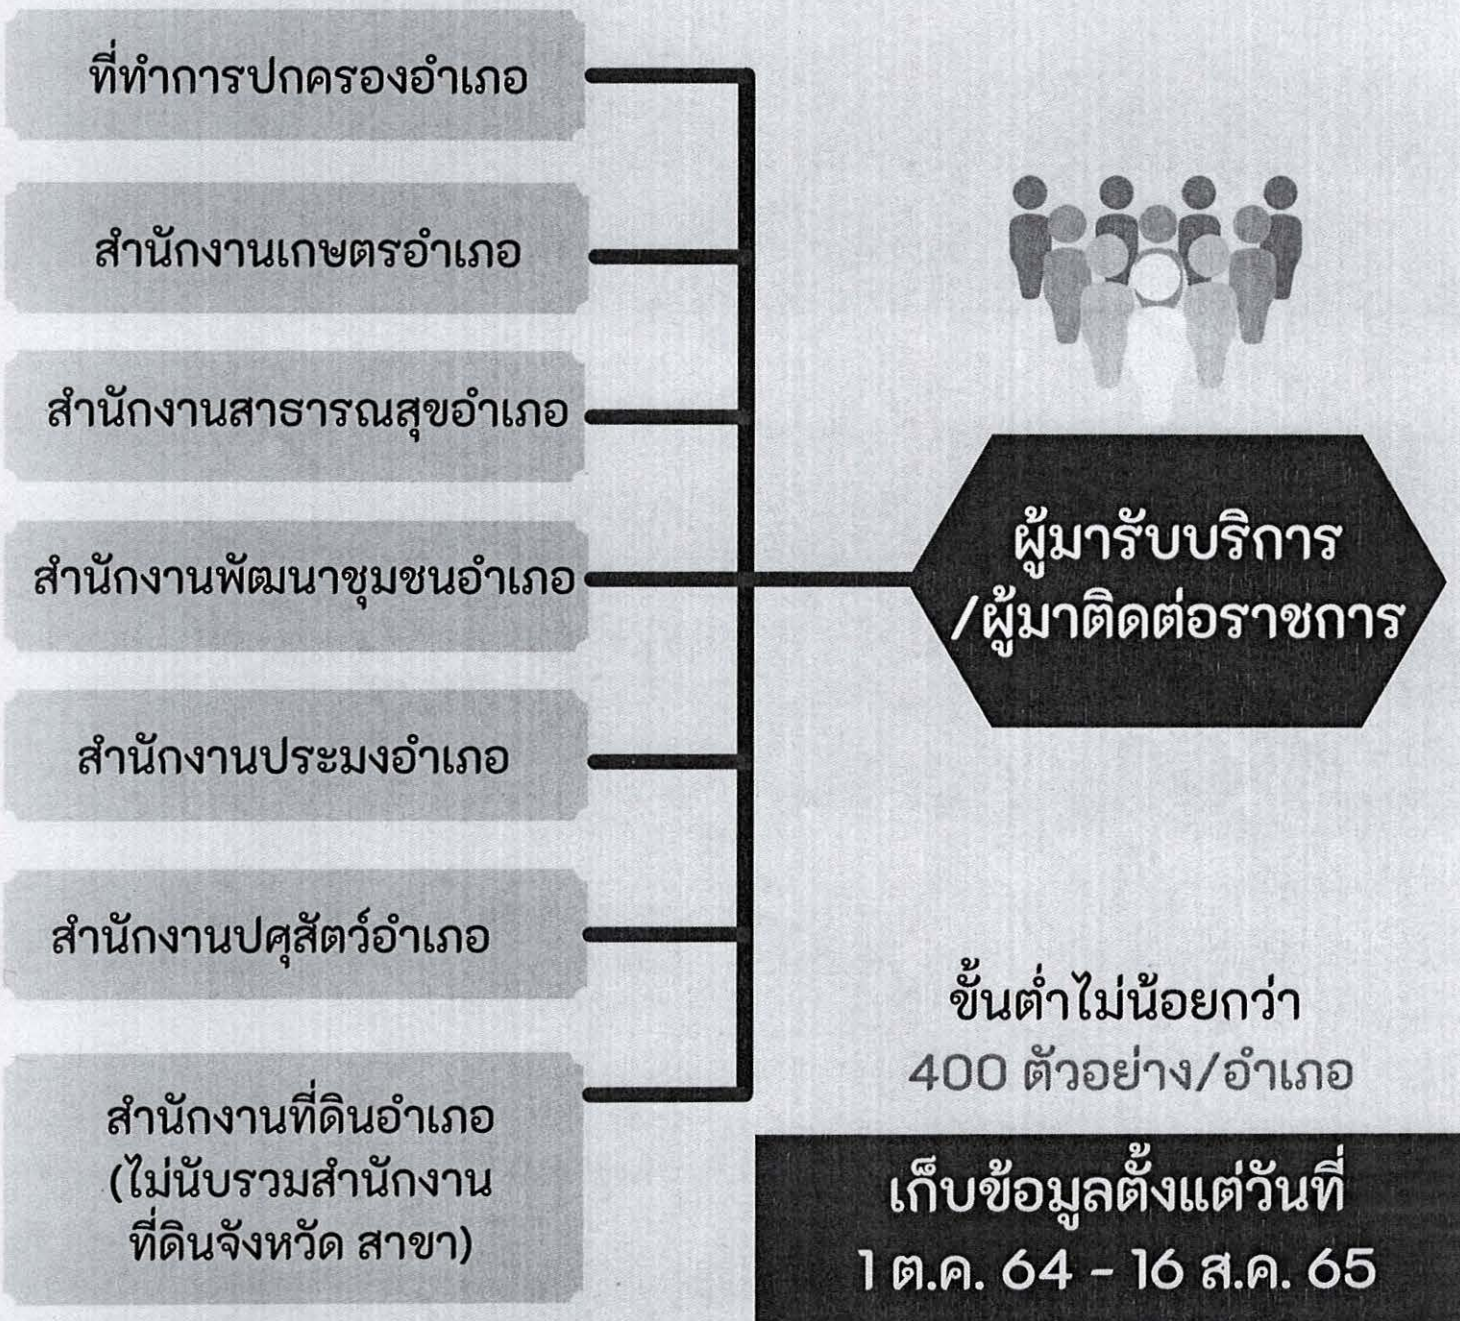 ที่ทำการปกครองอำเภอ
สำนักงานเกษตรอำเภอ
สำนักงานสาธารณสุขอำเภอ
สำนักงานพัฒนาชุมชนอำเภอ
สำนักงานประมงอำเภอ
สำนักงานปศุสัตว์อำเภอ
สำนักงานที่ดินอำเภอ
(ไม่นับรวมสำนักงาน
ที่ดินจังหวัด สาขา)
ผู้มารับบริการ
/ผู้มาติดต่อราชการ
ขั้นต่ำไม่น้อยกว่า
400 ตัวอย่าง/อำเภอ
เก็บข้อมูลตั้งแต่วันที่
1 ต.ค. 64 - 16 ส.ค. 65